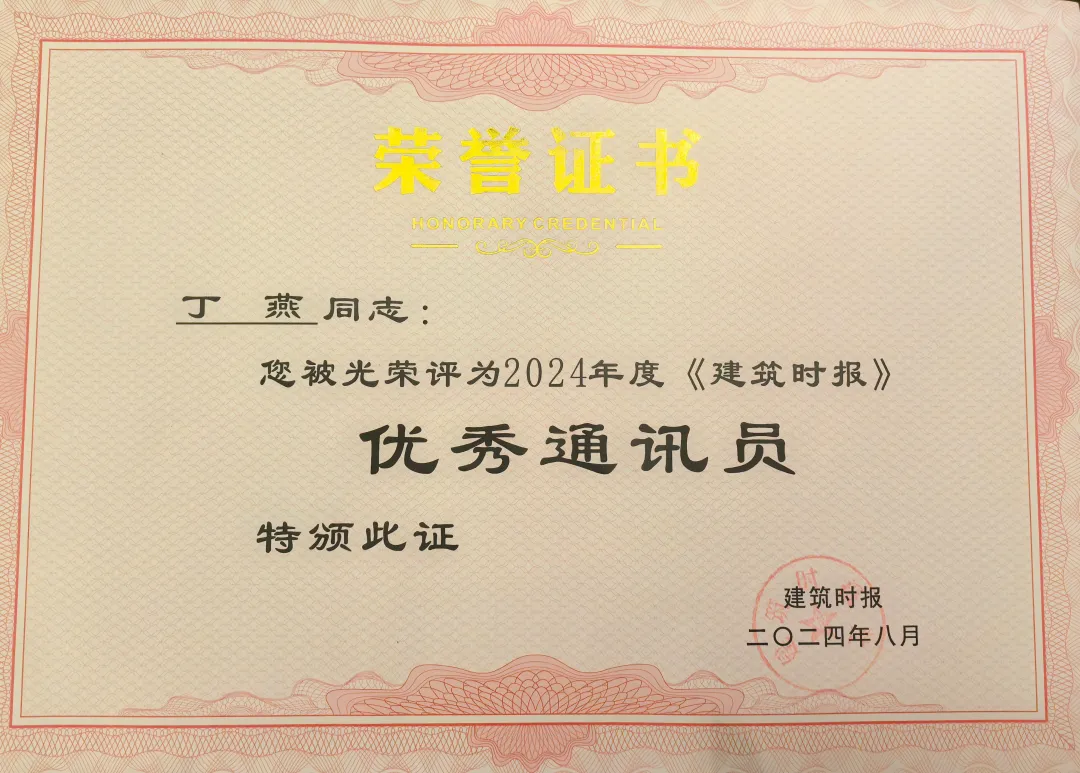 荣誉证书
HONORARY CREDENTIAL
丁 燕 同志：
您被光荣评为2024年度《建筑时报》
优秀通讯员
特颁此证
建筑时报
二〇二四年八月